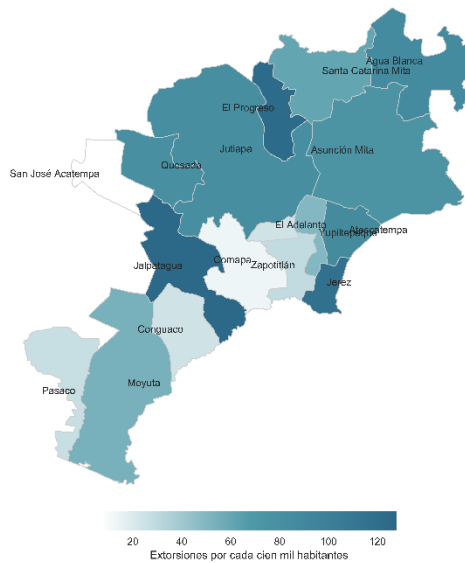 Agua Blanca
Santa Catarina Mita
El Progreso
Jutiapa
Asunción Mita
Quesada
San José Acatempa
El Adelanto
Yupiltepeque
Atescatempa
Comapa
Zapotitlán
Jalpatagua
Jerez
Conguaco
Pasaco
Moyuta
20 40 60 80 100 120
Extorsiones por cada cien mil habitantes